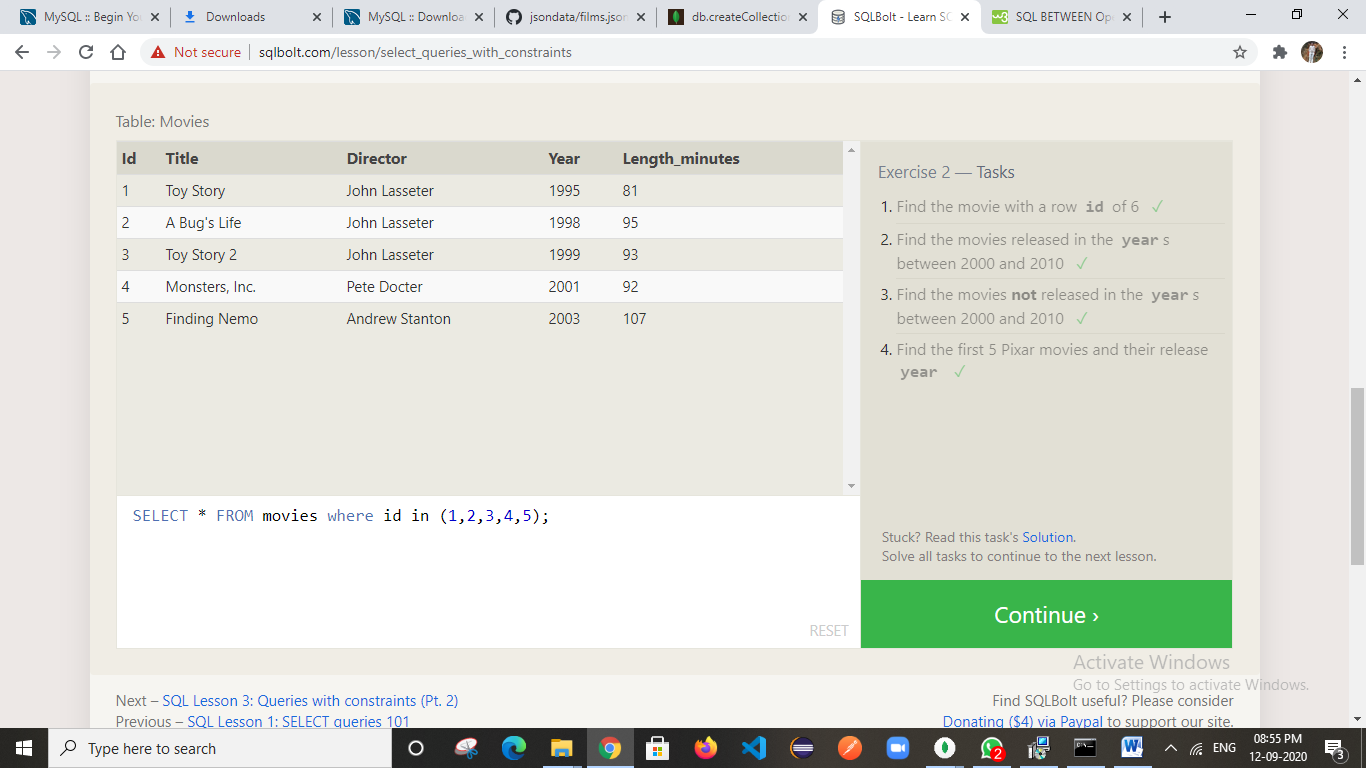 MySQL :: Begin Yo
Downloads
MySQL :: Downloa
jsondata/films.json
db.createCollectio
SQLBolt - Learn SQ
SQL BETWEEN Ope
Not secure | sqlbolt.com/lesson/select_queries_with_constraints
Table: Movies
Id Title Director Year Length_minutes
1 Toy Story John Lasseter 1995 81
2 A Bug's Life John Lasseter 1998 95
3 Toy Story 2 John Lasseter 1999 93
4 Monsters, Inc. Pete Docter 2001 92
5 Finding Nemo Andrew Stanton 2003 107
SELECT * FROM movies where id in (1,2,3,4,5);
RESET
Exercise 2 — Tasks
1. Find the movie with a row id of 6 ✓
2. Find the movies released in the year s
between 2000 and 2010 ✓
3. Find the movies not released in the year s
between 2000 and 2010 ✓
4. Find the first 5 Pixar movies and their release
year ✓
Stuck? Read this task's Solution.
Solve all tasks to continue to the next lesson.
Continue ›
Activate Windows
Go to Settings to activate Windows.
Next – SQL Lesson 3: Queries with constraints (Pt. 2)
Previous – SQL Lesson 1: SELECT queries 101
Find SQLBolt useful? Please consider
Donating ($4) via Paypal to support our site.
Type here to search
2
ENG
08:55 PM
12-09-2020
3